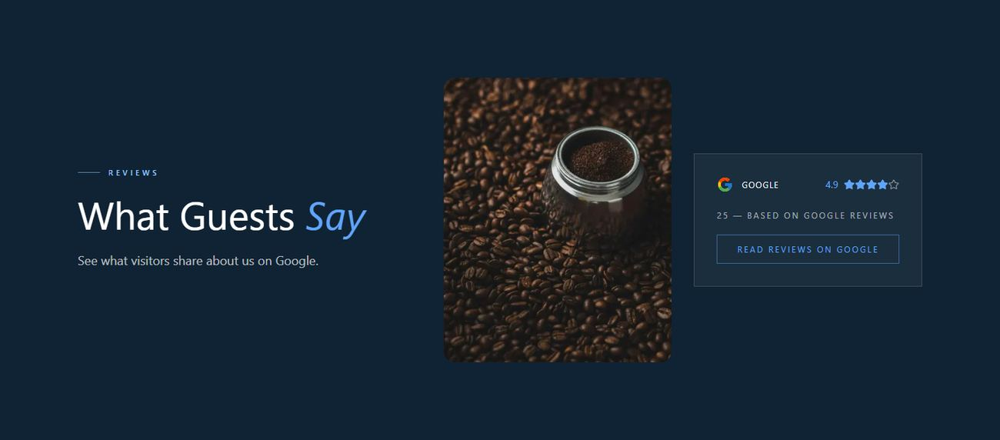 REVIEWS
What Guests Say
See what visitors share about us on Google.
GOOGLE 4.9
25 — BASED ON GOOGLE REVIEWS
READ REVIEWS ON GOOGLE